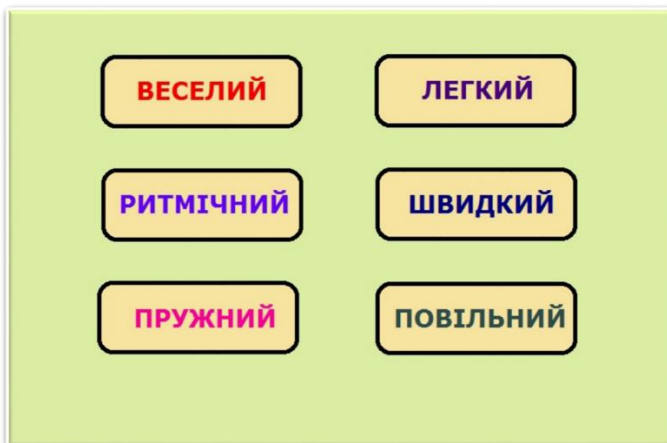 ВЕСЕЛИЙ
ЛЕГКИЙ
РИТМІЧНИЙ
ШВИДКИЙ
ПРУЖНИЙ
ПОВІЛЬНИЙ